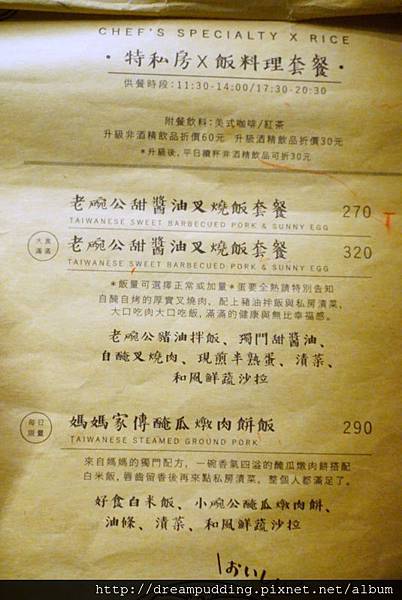 CHEF'S SPECIALTY X RICE
·特私房X飯料理套餐·
供餐時段:11:30-14:00/17:30-20:30
附餐飲料:美式咖啡/紅茶
升級非酒精飲品折價60元 升級酒精飲品折價30元
*升級後,平日續杯非酒精飲品可折30元
老碗公甜醬油叉燒飯套餐 270
TAIWANESE SWEET BARBECUED PORK & SUNNY EGG
大食
滿滿
老碗公甜醬油叉燒飯套餐 320
TAIWANESE SWEET BARBECUED PORK & SUNNY EGG
*飯量可選擇正常或加量*蛋要全熟請特別告知
自醃自烤的厚實叉燒肉,配上豬油拌飯與私房漬菜,
大口吃肉大口吃飯,滿滿的健康與無比幸福感。
老碗公豬油拌飯、獨門甜醬油、
自醃叉燒肉、現煎半熟蛋、漬菜、
和風鮮蔬沙拉
每日
限量
媽媽家傳醃瓜燉肉餅飯 290
TAIWANESE STEAMED GROUND PORK
來自媽媽的獨門配方,一碗香氣四溢的醃瓜燉肉餅搭配
白米飯,唇齒留香後再來點私房漬菜,整個人都滿足了。
好食白米飯、小碗公醃瓜燉肉餅、
油條、漬菜、和風鮮蔬沙拉
おいし
http://dreampudding.pixnet.net/album